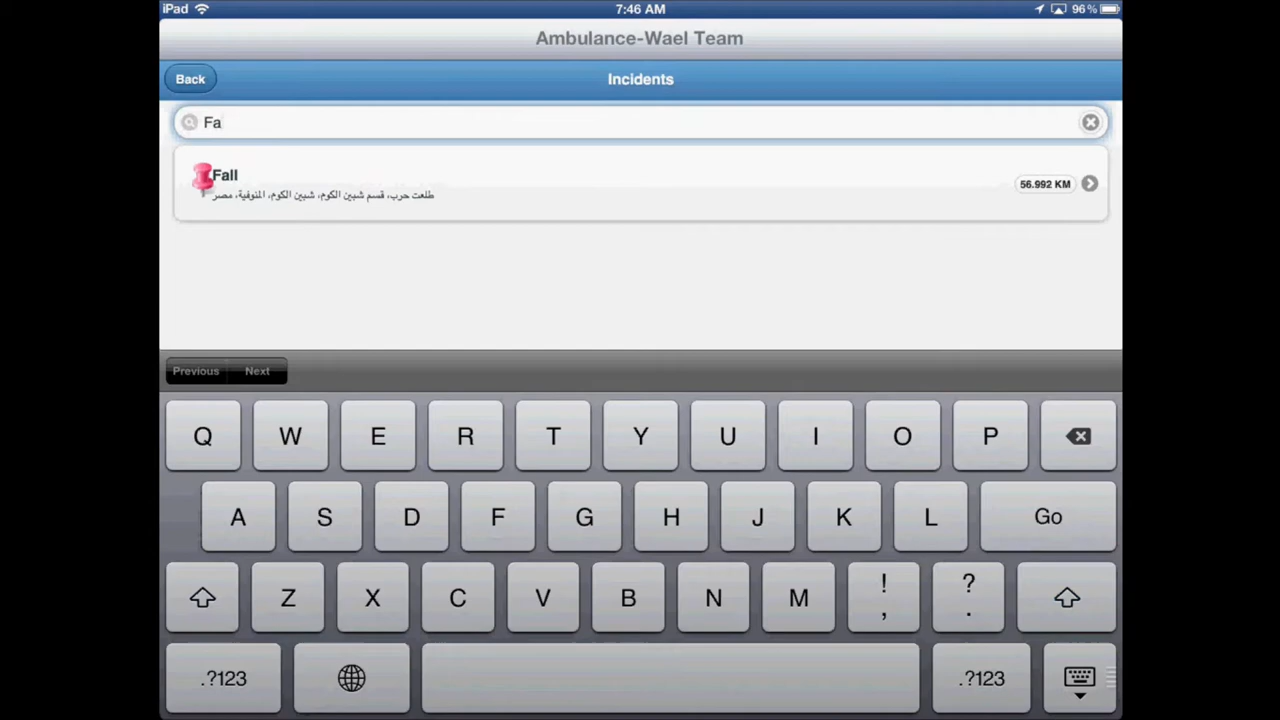 iPad 7:46 AM 96%
Ambulance-Wael Team
Back Incidents
Fa
Fall
طلعت حرب، قسم شبين الكوم، شبين الكوم، المنوفية، مصر
56.992 KM
Previous Next
Q W E R T Y U I O P
A S D F G H J K L Go
Z X C V B N M ! , ? .
.?123 .?123